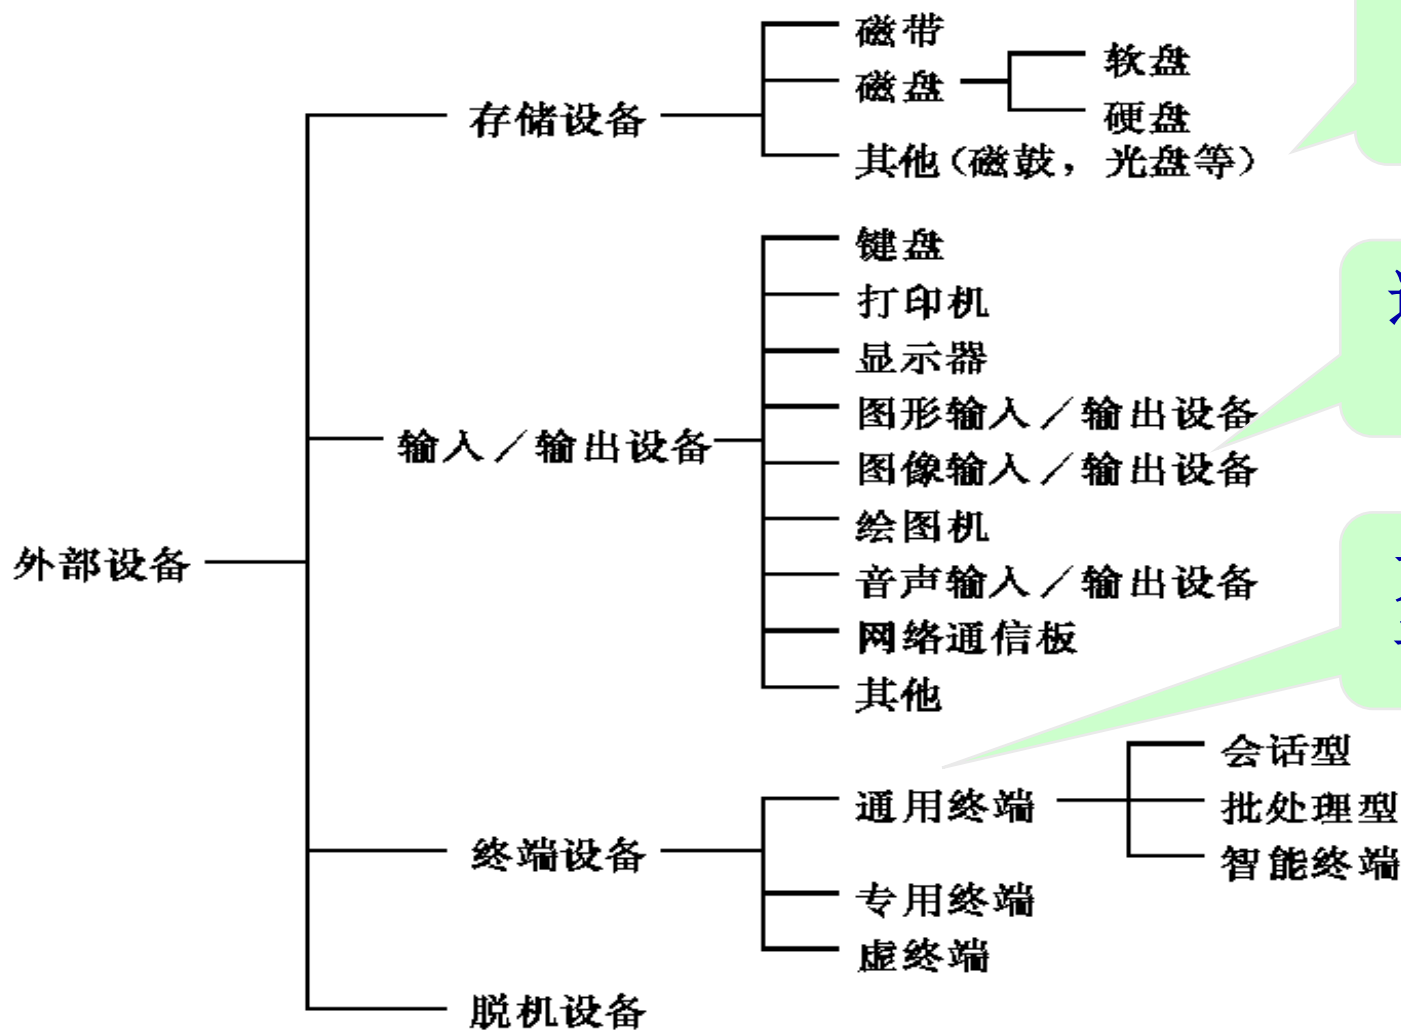 磁带
磁盘
软盘
硬盘
存储设备
其他(磁鼓，光盘等)
键盘
打印机
显示器
图形输入／输出设备
输入／输出设备
图像输入／输出设备
绘图机
外部设备
音声输入／输出设备
网络通信板
其他
会话型
通用终端
批处理型
终端设备
智能终端
专用终端
虚终端
脱机设备